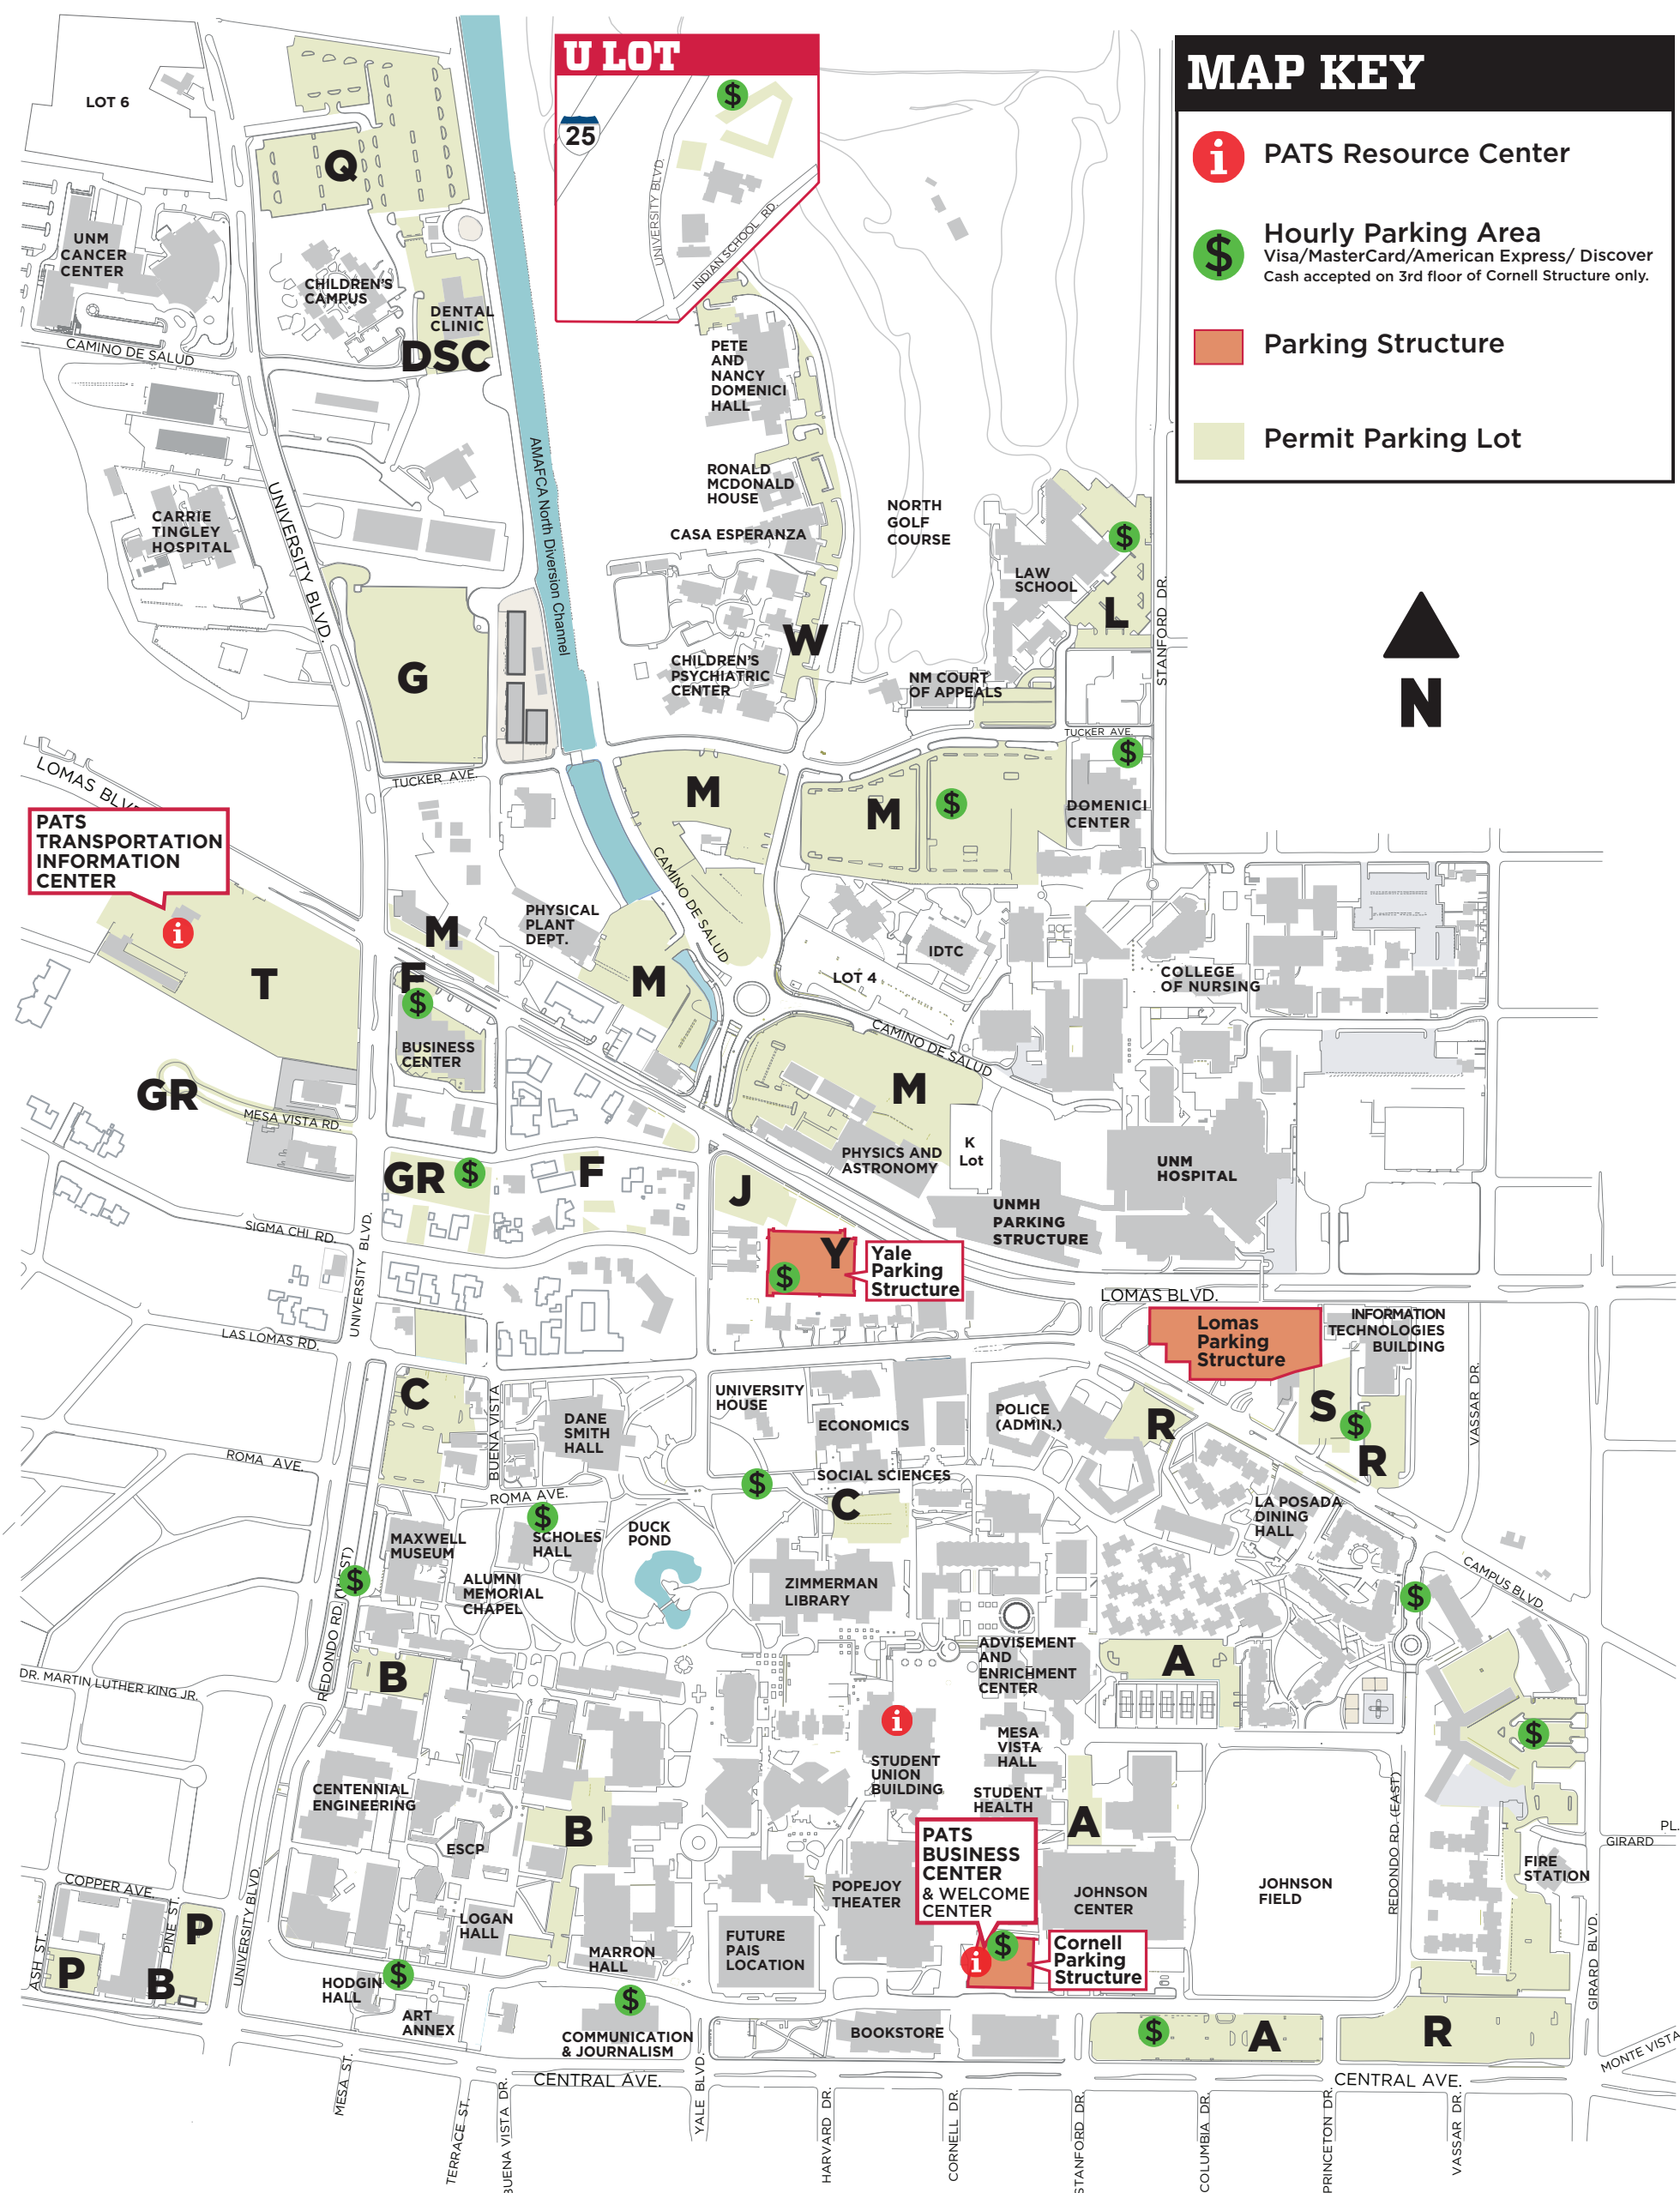 U LOT
$
25
UNIVERSITY BLVD.
INDIAN SCHOOL RD.
MAP KEY
i
PATS Resource Center
$
Hourly Parking Area
Visa/MasterCard/American Express/ Discover
Cash accepted on 3rd floor of Cornell Structure only.
Parking Structure
Permit Parking Lot
N
LOT 6
Q
UNM
CANCER
CENTER
CHILDREN'S
CAMPUS
DENTAL
CLINIC
DSC
CAMINO DE SALUD
PETE
AND
NANCY
DOMENICI
HALL
AMAFCA North Diversion Channel
RONALD
MCDONALD
HOUSE
CASA ESPERANZA
NORTH
GOLF
COURSE
CARRIE
TINGLEY
HOSPITAL
UNIVERSITY BLVD.
LAW
SCHOOL
$
L
STANFORD DR.
W
G
CHILDREN'S
PSYCHIATRIC
CENTER
NM COURT
OF APPEALS
TUCKER AVE.
$
TUCKER AVE.
LOMAS BLVD.
M
M
$
DOMENICI
CENTER
PATS
TRANSPORTATION
INFORMATION
CENTER
i
T
CAMINO DE SALUD
M
PHYSICAL
PLANT
DEPT.
M
IDTC
LOT 4
COLLEGE
OF NURSING
F
$
BUSINESS
CENTER
CAMINO DE SALUD
GR
MESA VISTA RD.
M
PHYSICS AND
ASTRONOMY
K
Lot
UNM
HOSPITAL
GR
$
F
J
UNMH
PARKING
STRUCTURE
SIGMA CHI RD.
UNIVERSITY BLVD.
Y
$
Yale
Parking
Structure
LOMAS BLVD.
LAS LOMAS RD.
Lomas
Parking
Structure
INFORMATION
TECHNOLOGIES
BUILDING
C
BUENA VISTA
DANE
SMITH
HALL
UNIVERSITY
HOUSE
ECONOMICS
POLICE
(ADMIN.)
R
S
$
R
VASSAR DR.
ROMA AVE.
SOCIAL SCIENCES
$
ROMA AVE.
$
SCHOLES
HALL
DUCK
POND
C
LA POSADA
DINING
HALL
MAXWELL
MUSEUM
REDONDO RD. (WEST)
$
ALUMNI
MEMORIAL
CHAPEL
ZIMMERMAN
LIBRARY
$
CAMPUS BLVD.
DR. MARTIN LUTHER KING JR.
B
ADVISEMENT
AND
ENRICHMENT
CENTER
A
i
STUDENT
UNION
BUILDING
MESA
VISTA
HALL
$
STUDENT
HEALTH
CENTENNIAL
ENGINEERING
B
A
REDONDO RD. (EAST)
PL.
GIRARD
ESCP
PATS
BUSINESS
CENTER
& WELCOME
CENTER
FIRE
STATION
POPEJOY
THEATER
JOHNSON
CENTER
JOHNSON
FIELD
COPPER AVE.
ASH ST.
PINE ST.
UNIVERSITY BLVD.
P
P
B
LOGAN
HALL
MARRON
HALL
FUTURE
PAIS
LOCATION
$
i
Cornell
Parking
Structure
HODGIN
HALL
$
ART
ANNEX
$
COMMUNICATION
& JOURNALISM
BOOKSTORE
$
A
R
GIRARD BLVD.
MONTE VISTA
CENTRAL AVE.
CENTRAL AVE.
MESA ST.
TERRACE ST.
BUENA VISTA DR.
YALE BLVD.
HARVARD DR.
CORNELL DR.
STANFORD DR.
COLUMBIA DR.
PRINCETON DR.
VASSAR DR.
M